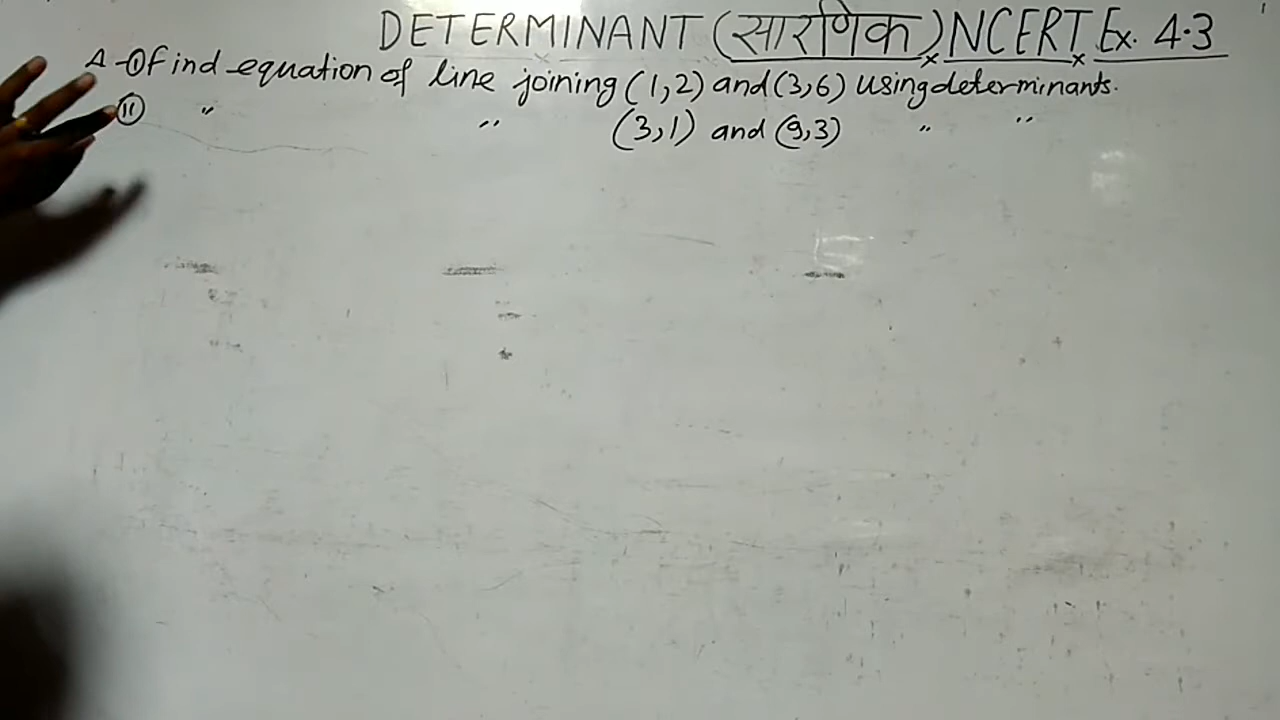 DETERMINANT (सारणिक) NCERT Ex. 4.3
4 - (i) Find equation of line joining (1,2) and (3,6) using determinants.
(ii) " " (3,1) and (9,3) " "